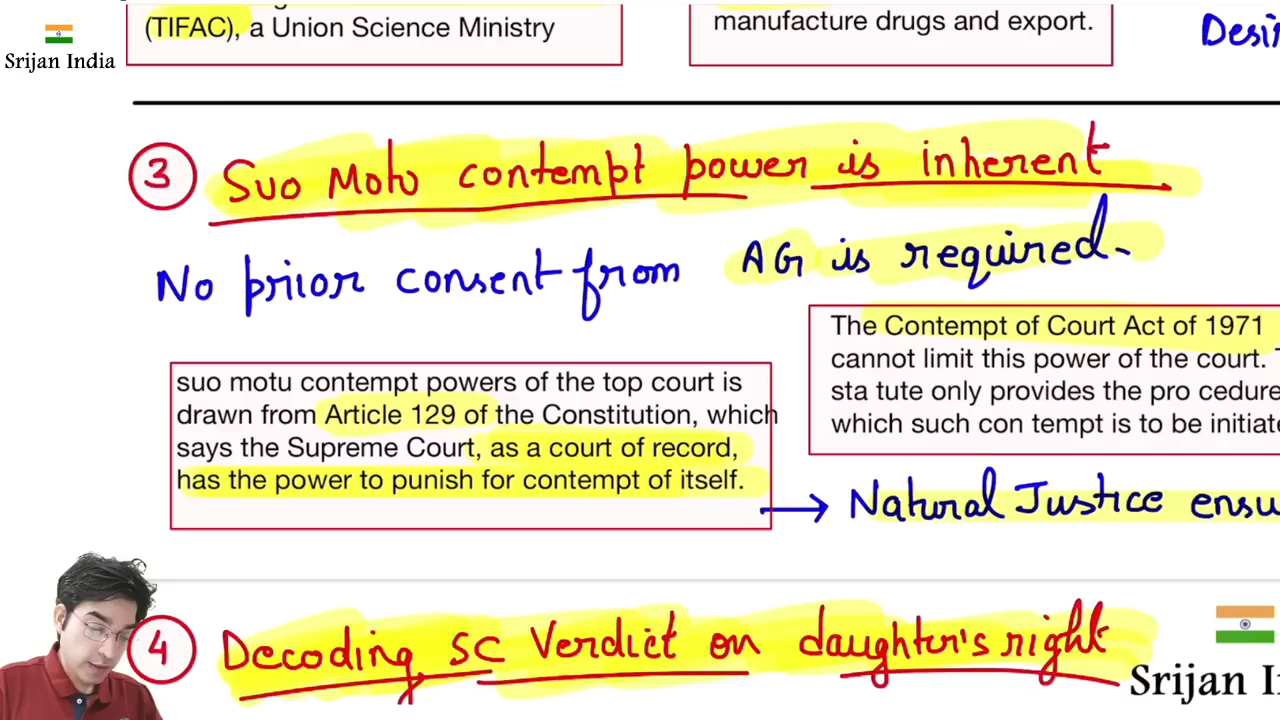 (TIFAC), a Union Science Ministry
manufacture drugs and export.
Srijan India
3 Suo Motu contempt power is inherent
No prior consent from AG is required.
The Contempt of Court Act of 1971
cannot limit this power of the court.
sta tute only provides the pro cedure
which such con tempt is to be
suo motu contempt powers of the top court is
drawn from Article 129 of the Constitution, which
says the Supreme Court, as a court of record,
has the power to punish for contempt of itself.
→ Natural Justice
4 Decoding SC Verdict on daughter's right
Srijan